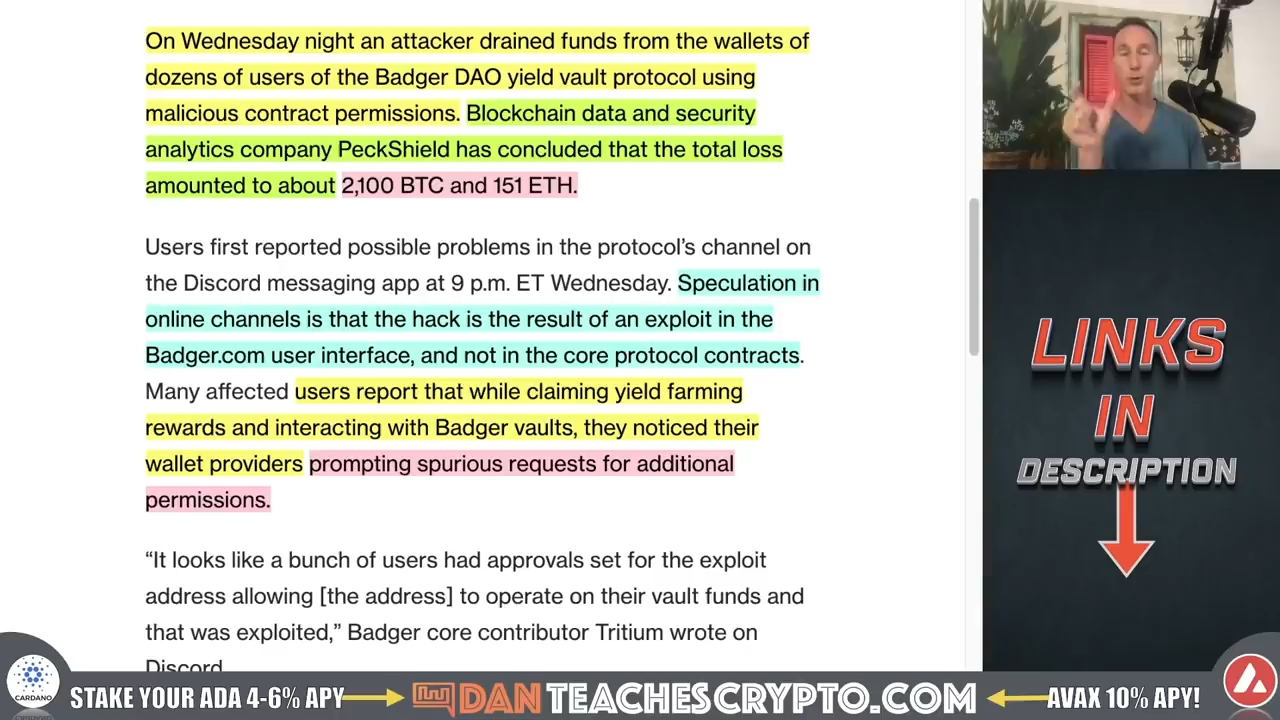 On Wednesday night an attacker drained funds from the wallets of
dozens of users of the Badger DAO yield vault protocol using
malicious contract permissions. Blockchain data and security
analytics company PeckShield has concluded that the total loss
amounted to about 2,100 BTC and 151 ETH.
Users first reported possible problems in the protocol’s channel on
the Discord messaging app at 9 p.m. ET Wednesday. Speculation in
online channels is that the hack is the result of an exploit in the
Badger.com user interface, and not in the core protocol contracts.
Many affected users report that while claiming yield farming
rewards and interacting with Badger vaults, they noticed their
wallet providers prompting spurious requests for additional
permissions.
“It looks like a bunch of users had approvals set for the exploit
address allowing [the address] to operate on their vault funds and
that was exploited,” Badger core contributor Tritium wrote on
Discord
LINKS
IN
DESCRIPTION
CARDANO
STAKE YOUR ADA 4-6% APY
DANTEACHESCRYPTO.COM
AVAX 10% APY!